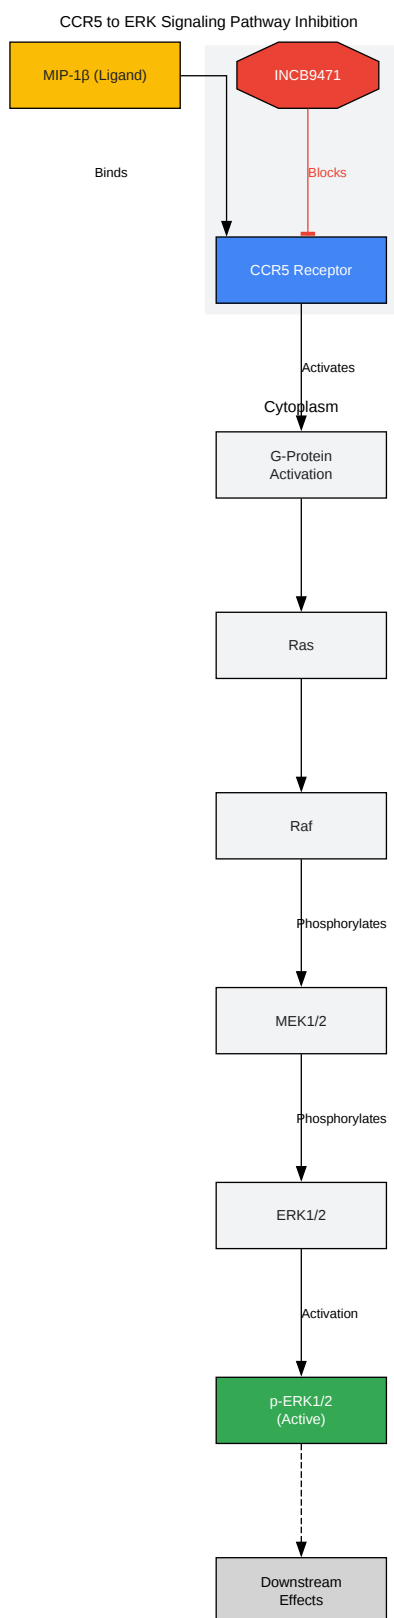 CCR5 to ERK Signaling Pathway Inhibition
MIP-1β (Ligand)
INCB9471
Binds
Blocks
CCR5 Receptor
Activates
Cytoplasm
G-Protein
Activation
Ras
Raf
Phosphorylates
MEK1/2
Phosphorylates
ERK1/2
Activation
p-ERK1/2
(Active)
Downstream
Effects